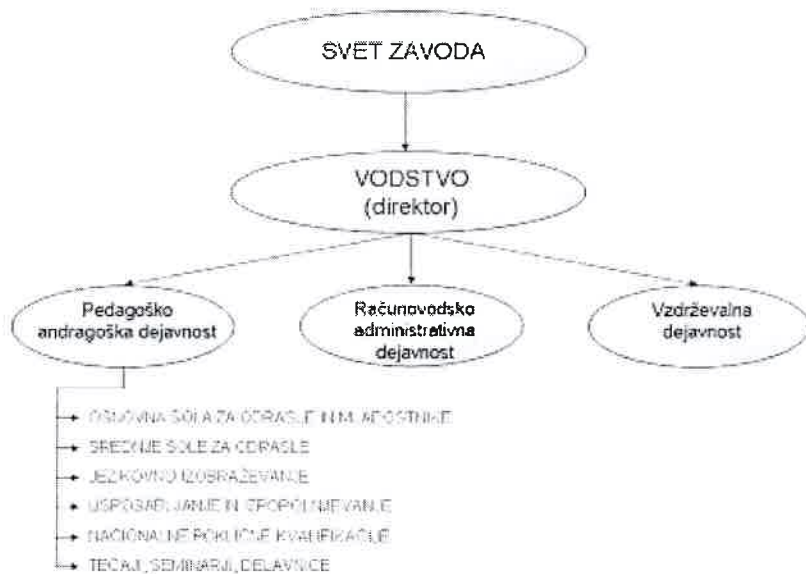 SVET ZAVODA
VODSTVO
(direktor)
Pedagoško
andragoška dejavnost
Računovodsko
administrativna
dejavnost
Vzdrževalna
dejavnost
OSNOVNA ŠOLA ZA ODRASLE IN MLADOSTNIKE
SREDNJE ŠOLE ZA ODRASLE
JEZIKOVNO IZOBRAŽEVANJE
USPOSABLJANJE IN IZPOPOLNJEVANJE
NACIONALNE POKLICNE KVALIFIKACIJE
TEČAJI, SEMINARJI, DELAVNICE